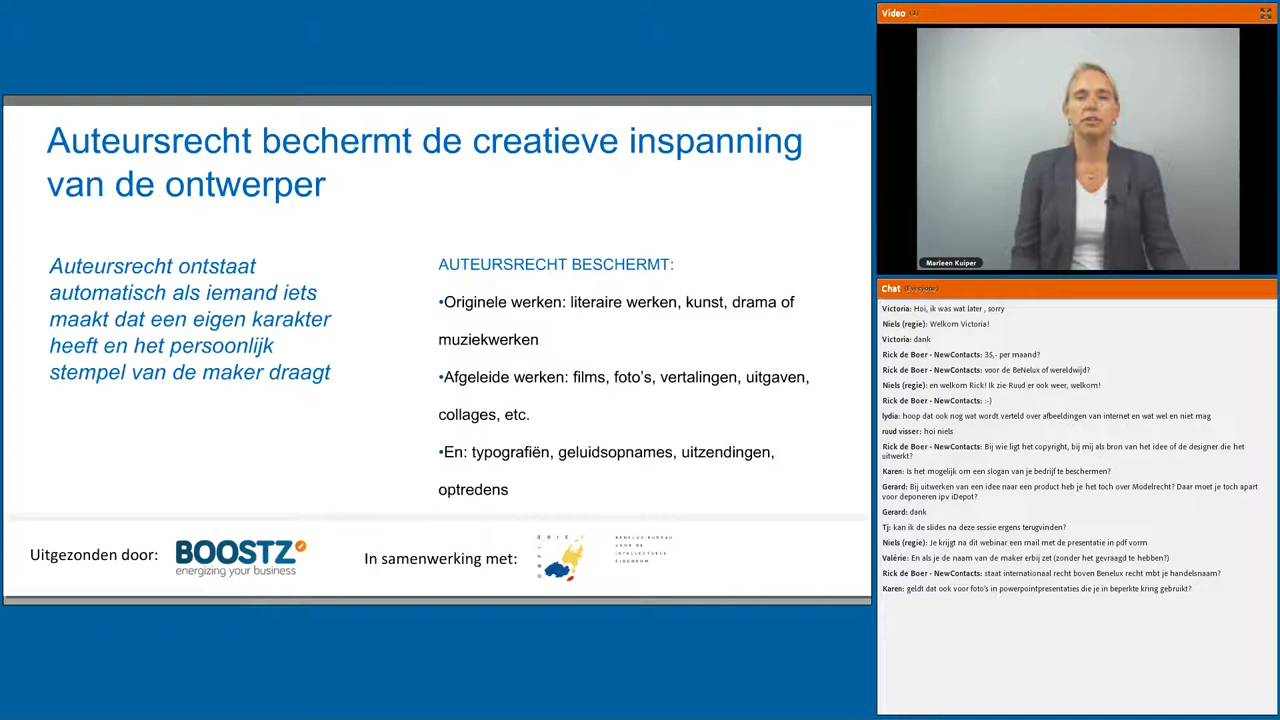 Auteursrecht bechermt de creatieve inspanning
van de ontwerper
Auteursrecht ontstaat
automatisch als iemand iets
maakt dat een eigen karakter
heeft en het persoonlijk
stempel van de maker draagt
AUTEURSRECHT BESCHERMT:
•Originele werken: literaire werken, kunst, drama of
muziekwerken
•Afgeleide werken: films, foto's, vertalingen, uitgaven,
collages, etc.
•En: typografiën, geluidsopnames, uitzendingen,
optredens
Uitgezonden door:
BOOSTZ
energizing your business
In samenwerking met:
BENELUX-BUREAU
VOOR DE
INTELLECTUELE
EIGENDOM
Video
Marleen Kuiper
Chat (Everyone)
Victoria: Hoi, ik was wat later , sorry
Niels (regie): Welkom Victoria!
Victoria: dank
Rick de Boer - NewContacts: 35,- per maand?
Rick de Boer - NewContacts: voor de BeNelux of wereldwijd?
Niels (regie): en welkom Rick! Ik zie Ruud er ook weer, welkom!
Rick de Boer - NewContacts: :-)
lydia: hoop dat ook nog wat wordt verteld over afbeeldingen van internet en wat wel en niet mag
ruud visser: hoi niels
Rick de Boer - NewContacts: Bij wie ligt het copyright, bij mij als bron van het idee of de designer die het
uitwerkt?
Karen: Is het mogelijk om een slogan van je bedrijf te beschermen?
Gerard: Bij uitwerken van een idee naar een product heb je het toch over Modelrecht? Daar moet je toch apart
voor deponeren ipv iDepot?
Gerard: dank
Tj: kan ik de slides na deze sessie ergens terugvinden?
Niels (regie): Je krijgt na dit webinar een mail met de presentatie in pdf vorm
Valérie: En als je de naam van de maker erbij zet (zonder het gevraagd te hebben?)
Rick de Boer - NewContacts: staat internationaal recht boven Benelux recht mbt je handelsnaam?
Karen: geldt dat ook voor foto's in powerpointpresentaties die je in beperkte kring gebruikt?